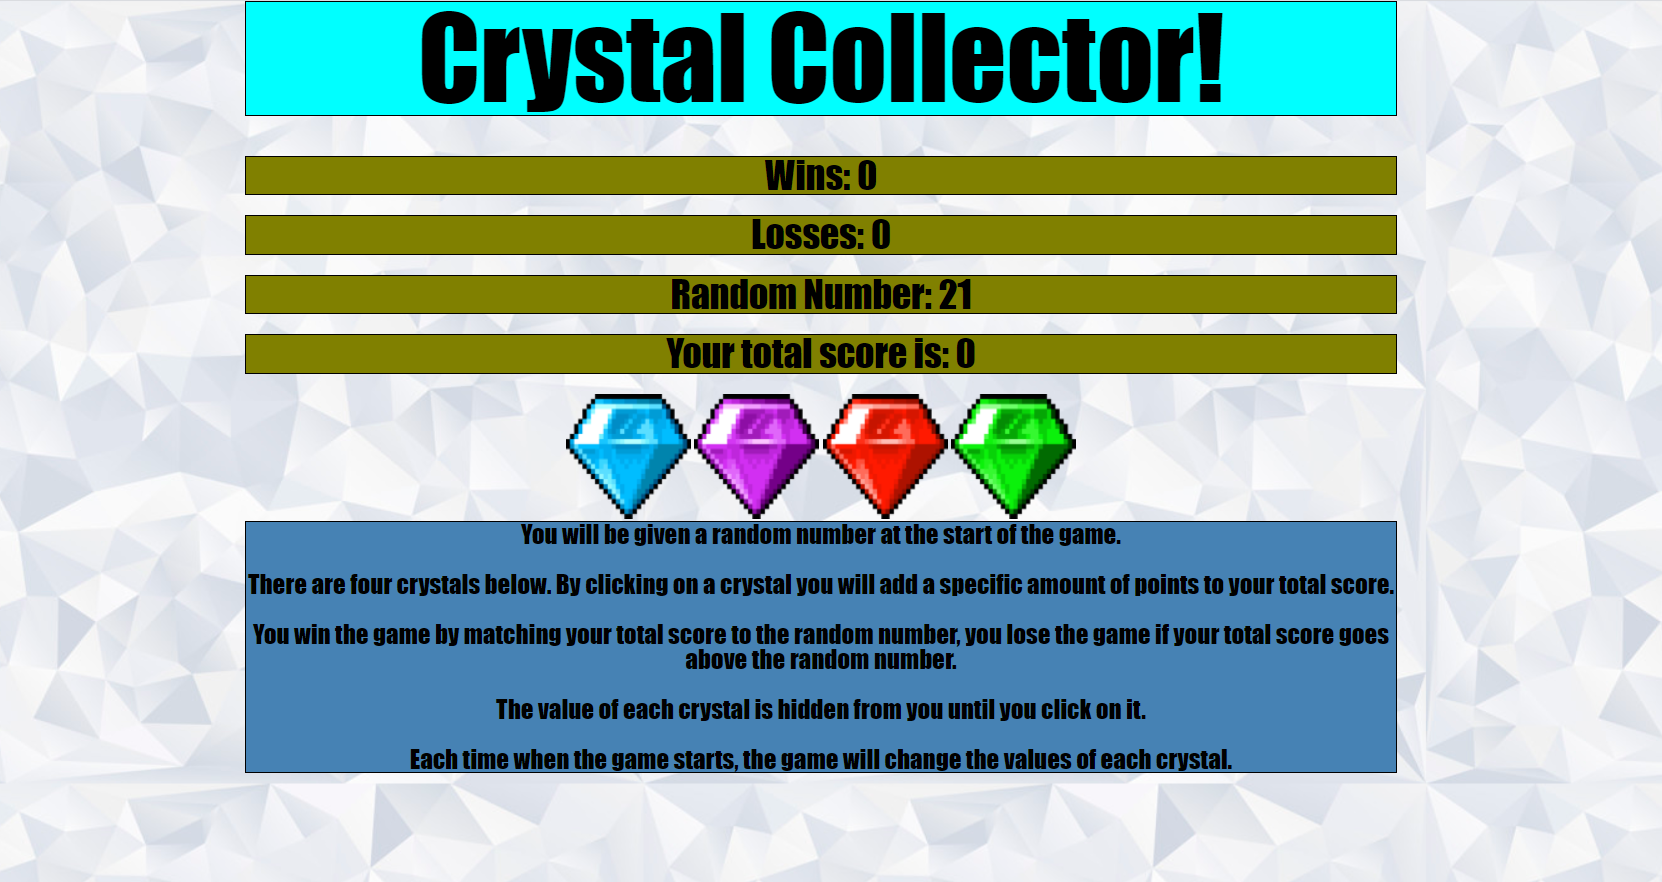 Crystal Collector!
Wins: 0
Losses: 0
Random Number: 21
Your total score is: 0
You will be given a random number at the start of the game.
There are four crystals below. By clicking on a crystal you will add a specific amount of points to your total score.
You win the game by matching your total score to the random number, you lose the game if your total score goes
above the random number.
The value of each crystal is hidden from you until you click on it.
Each time when the game starts, the game will change the values of each crystal.